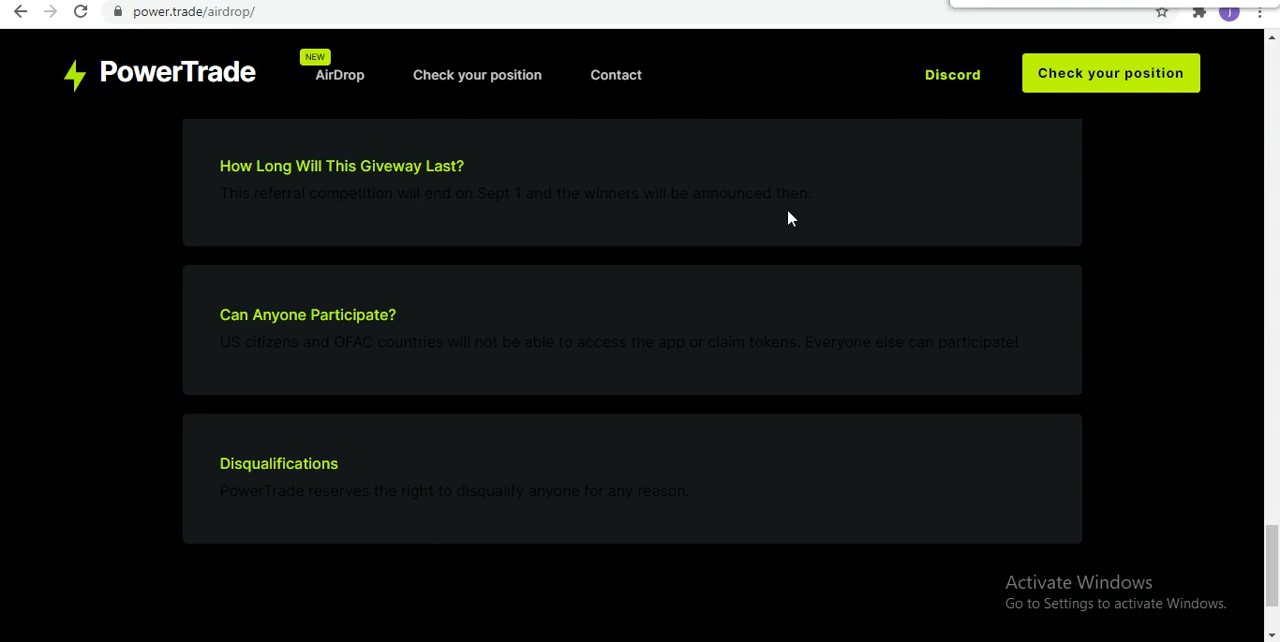 power.trade/airdrop/
J
NEW
PowerTrade
AirDrop
Check your position
Contact
Discord
Check your position
How Long Will This Giveway Last?
This referral competition will end on Sept 1 and the winners will be announced then.
Can Anyone Participate?
US citizens and OFAC countries will not be able to access the app or claim tokens. Everyone else can participate!
Disqualifications
PowerTrade reserves the right to disqualify anyone for any reason.
Activate Windows
Go to Settings to activate Windows.